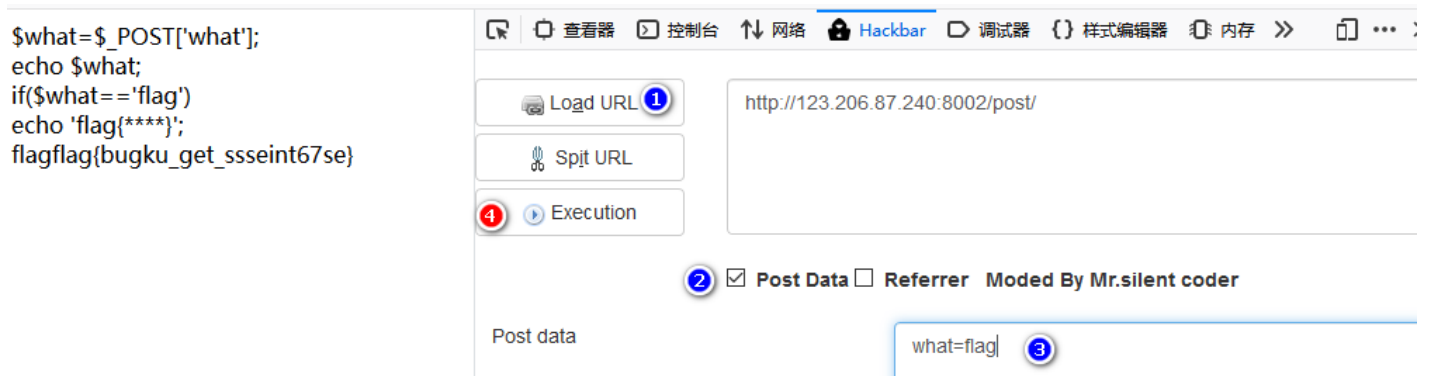 $what=$_POST['what'];
echo $what;
if($what=='flag')
echo 'flag{****}';
flagflag{bugku_get_ssseint67se}
查看器 控制台 网络 Hackbar 调试器 {} 样式编辑器 内存
Load URL 1
http://123.206.87.240:8002/post/
Spit URL
4 Execution
2 Post Data Referrer Moded By Mr.silent coder
Post data
what=flag 3